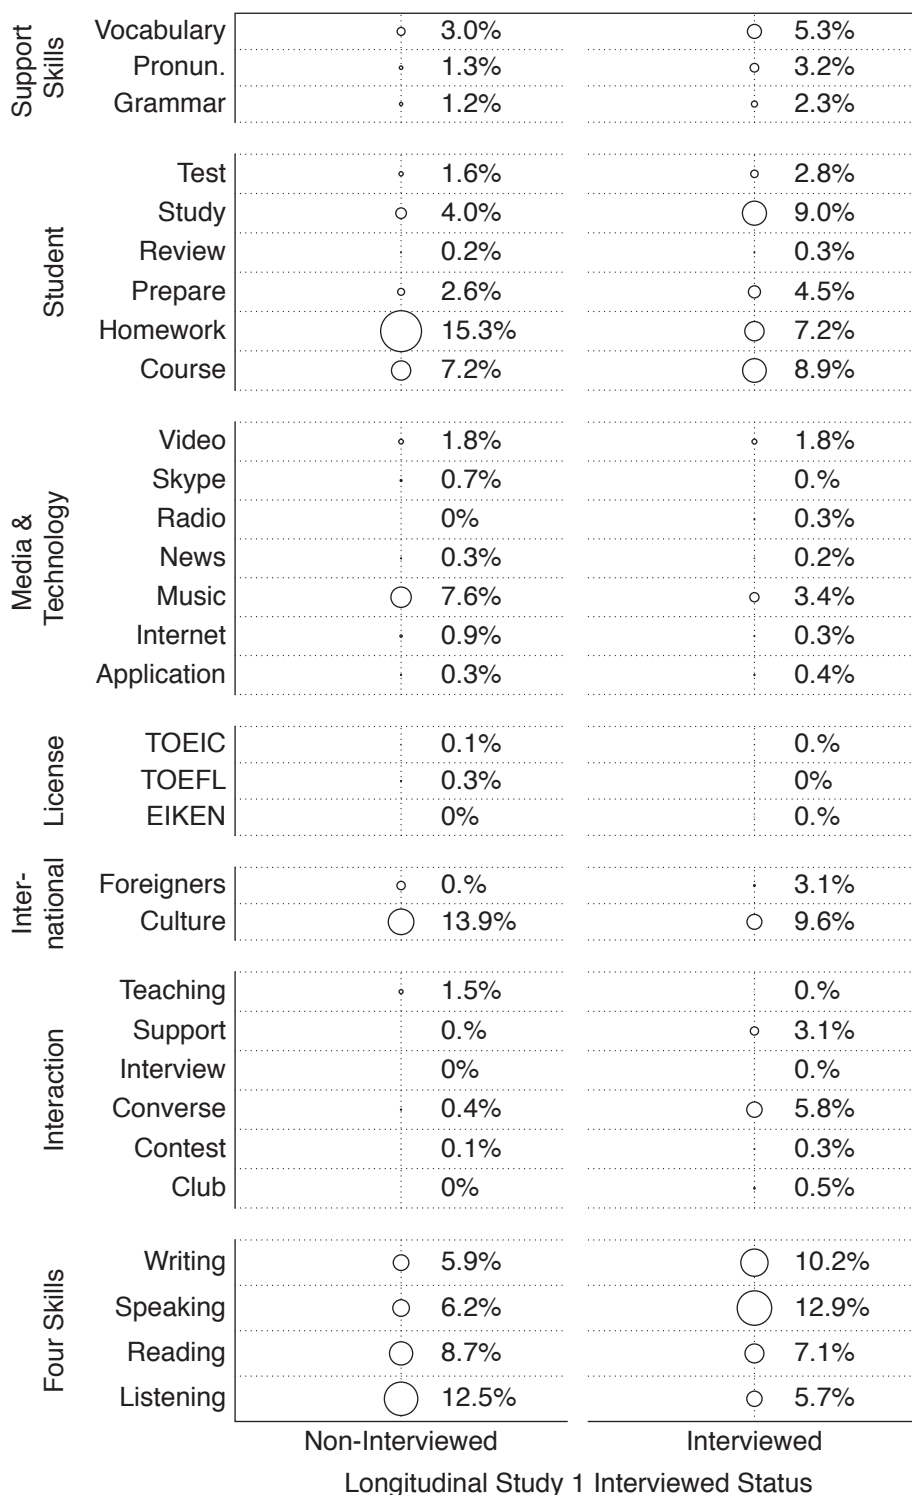 Support Skills
Vocabulary 3.0% 5.3%
Pronun. 1.3% 3.2%
Grammar 1.2% 2.3%
Student
Test 1.6% 2.8%
Study 4.0% 9.0%
Review 0.2% 0.3%
Prepare 2.6% 4.5%
Homework 15.3% 7.2%
Course 7.2% 8.9%
Media & Technology
Video 1.8% 1.8%
Skype 0.7% 0.%
Radio 0% 0.3%
News 0.3% 0.2%
Music 7.6% 3.4%
Internet 0.9% 0.3%
Application 0.3% 0.4%
License
TOEIC 0.1% 0.%
TOEFL 0.3% 0%
EIKEN 0% 0.%
Inter-
national
Foreigners 0.% 3.1%
Culture 13.9% 9.6%
Interaction
Teaching 1.5% 0.%
Support 0.% 3.1%
Interview 0% 0.%
Converse 0.4% 5.8%
Contest 0.1% 0.3%
Club 0% 0.5%
Four Skills
Writing 5.9% 10.2%
Speaking 6.2% 12.9%
Reading 8.7% 7.1%
Listening 12.5% 5.7%
Non-Interviewed Interviewed
Longitudinal Study 1 Interviewed Status